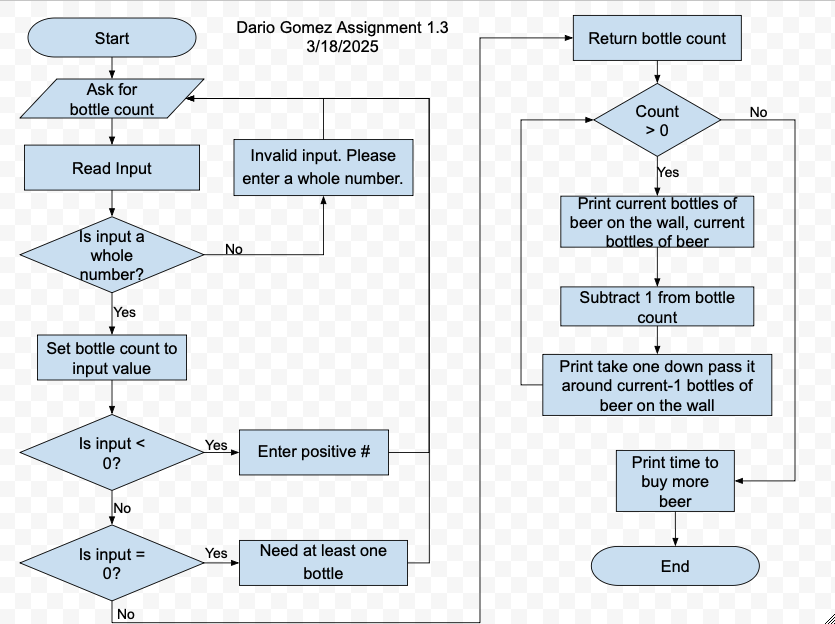 Dario Gomez Assignment 1.3
3/18/2025
Start
Ask for
bottle count
Read Input
Invalid input. Please
enter a whole number.
Is input a
whole
number?
No
Yes
Set bottle count to
input value
Is input <
0?
Yes
Enter positive #
No
Is input =
0?
Yes
Need at least one
bottle
No
Return bottle count
Count
> 0
No
Yes
Print current bottles of
beer on the wall, current
bottles of beer
Subtract 1 from bottle
count
Print take one down pass it
around current-1 bottles of
beer on the wall
Print time to
buy more
beer
End